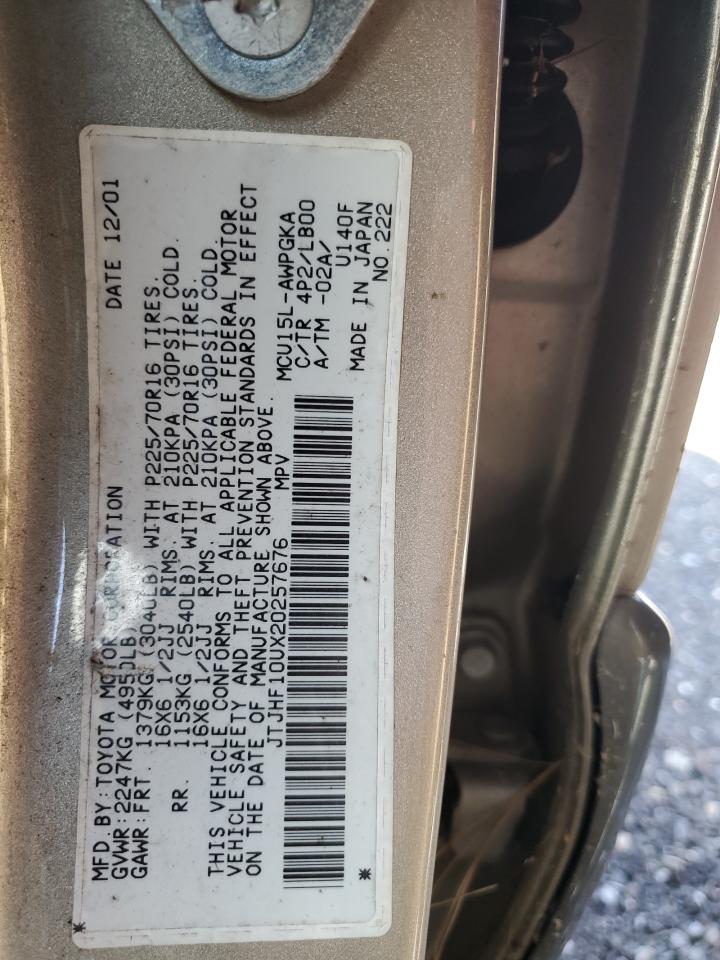 MFD.BY:TOYOTA MOTOR CORPORATION DATE 12/01
GVWR:2247KG (4950LB)
GAWR:FRT. 1379KG (3040LB) WITH P225/70R16 TIRES.
16X6 1/2JJ RIMS. AT 210KPA (30PSI) COLD.
RR. 1153KG (2540LB) WITH P225/70R16 TIRES.
16X6 1/2JJ RIMS. AT 210KPA (30PSI) COLD.
THIS VEHICLE CONFORMS TO ALL APPLICABLE FEDERAL MOTOR
VEHICLE SAFETY AND THEFT PREVENTION STANDARDS IN EFFECT
ON THE DATE OF MANUFACTURE SHOWN ABOVE.
JTJHF10UX20257676 MPV
MCU15L-AWPGKA
C/TR 4P2/LB00
A/TM -02A/
U140F
MADE IN JAPAN
NO.222